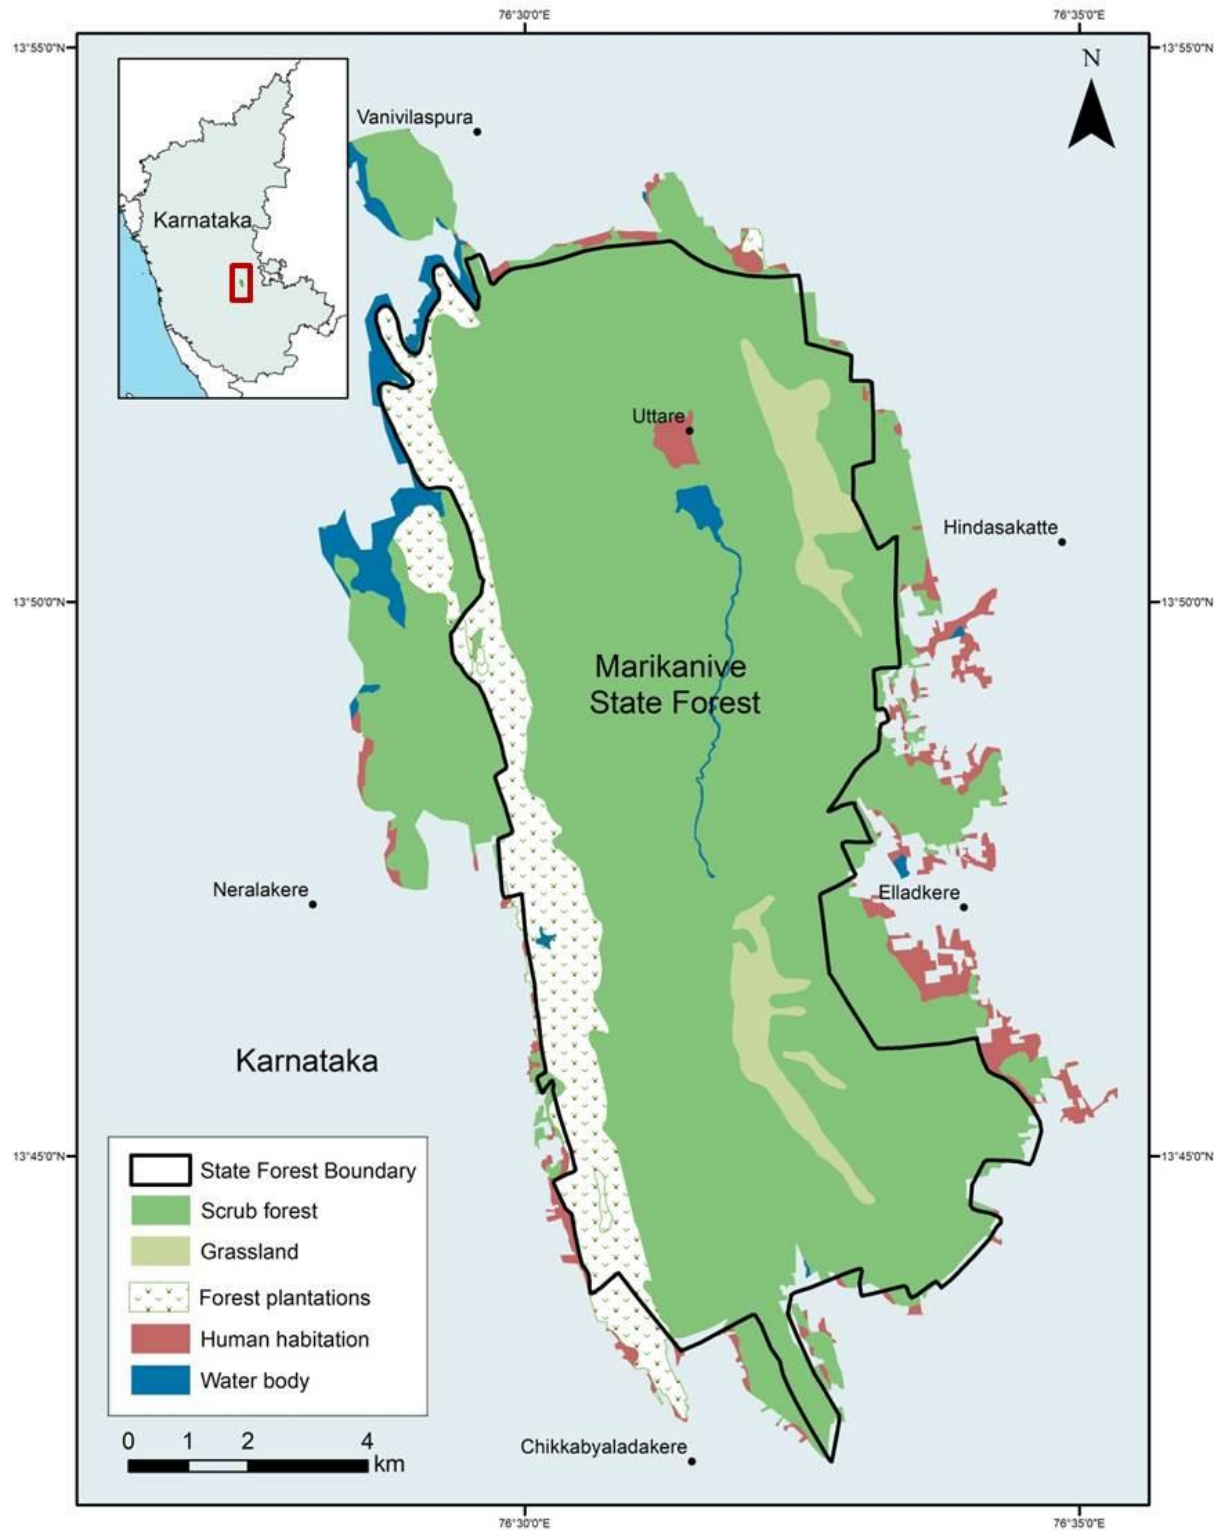 76°30'0"E
76°35'0"E
13°55'0"N
13°55'0"N
N
Vanivilaspura
Karnataka
Uttare
Hindasakatte
13°50'0"N
13°50'0"N
Marikanive
State Forest
Neralakere
Elladkere
Karnataka
13°45'0"N
13°45'0"N
State Forest Boundary
Scrub forest
Grassland
Forest plantations
Human habitation
Water body
0 1 2 4
km
Chikkabyaladakere
76°30'0"E
76°35'0"E